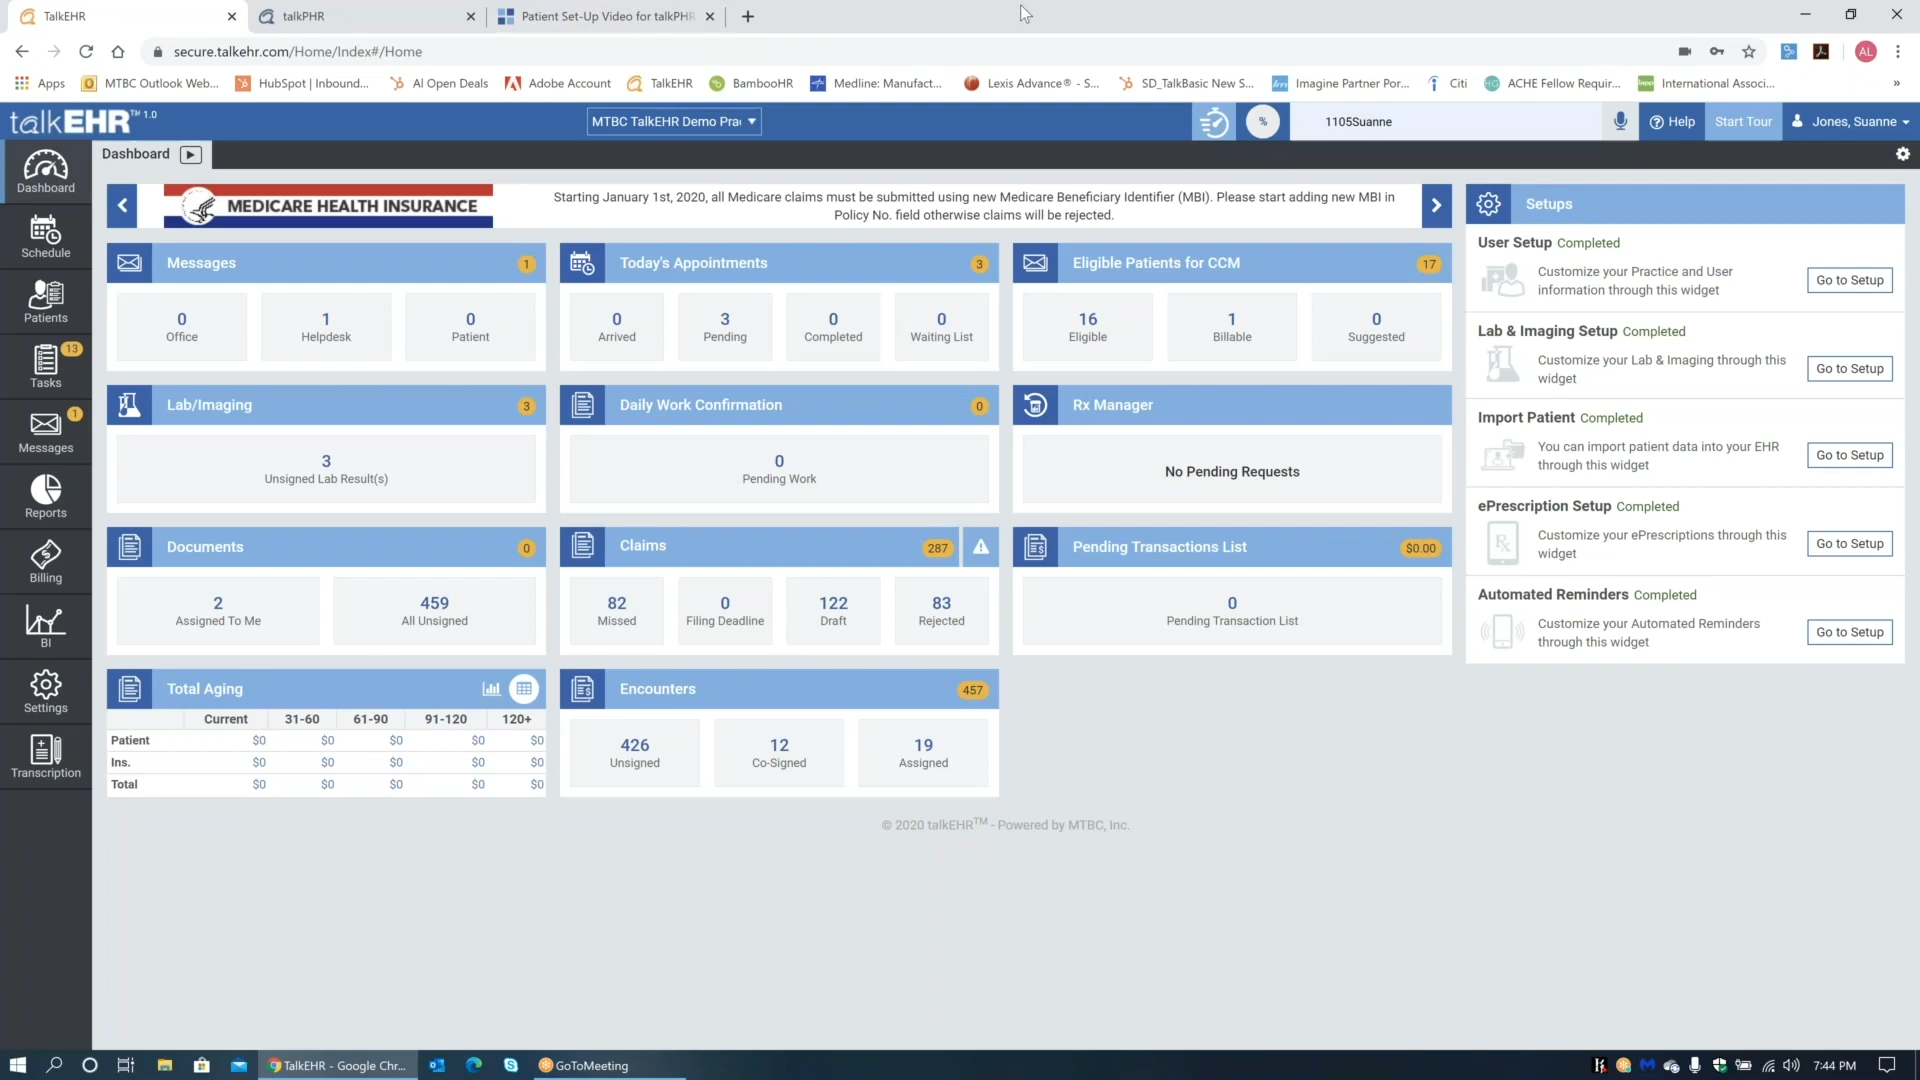 TalkEHR
talkPHR
Patient Set-Up Video for talkPHR
secure.talkehr.com/Home/Index#/Home
AL
Apps
MTBC Outlook Web...
HubSpot | Inbound...
AI Open Deals
Adobe Account
TalkEHR
BambooHR
Medline: Manufact...
Lexis Advance® - S...
SD_TalkBasic New S...
Imagine Partner Por...
Citi
ACHE Fellow Requir...
International Associ...
»
talkEHR™ 1.0
MTBC TalkEHR Demo Prac
%
1105Suanne
Help
Start Tour
Jones, Suanne
Dashboard
Dashboard
Schedule
Patients
Tasks
13
Messages
1
Reports
Billing
BI
Settings
Transcription
MEDICARE HEALTH INSURANCE
Starting January 1st, 2020, all Medicare claims must be submitted using new Medicare Beneficiary Identifier (MBI). Please start adding new MBI in
Policy No. field otherwise claims will be rejected.
Messages
1
0
Office
1
Helpdesk
0
Patient
Today's Appointments
3
0
Arrived
3
Pending
0
Completed
0
Waiting List
Eligible Patients for CCM
17
16
Eligible
1
Billable
0
Suggested
Lab/Imaging
3
3
Unsigned Lab Result(s)
Daily Work Confirmation
0
0
Pending Work
Rx Manager
No Pending Requests
Documents
0
2
Assigned To Me
459
All Unsigned
Claims
287
82
Missed
0
Filing Deadline
122
Draft
83
Rejected
Pending Transactions List
$0.00
0
Pending Transaction List
Total Aging
Current 31-60 61-90 91-120 120+
Patient $0 $0 $0 $0 $0
Ins. $0 $0 $0 $0 $0
Total $0 $0 $0 $0 $0
Encounters
457
426
Unsigned
12
Co-Signed
19
Assigned
Setups
User Setup Completed
Customize your Practice and User
information through this widget
Go to Setup
Lab & Imaging Setup Completed
Customize your Lab & Imaging through this
widget
Go to Setup
Import Patient Completed
You can import patient data into your EHR
through this widget
Go to Setup
ePrescription Setup Completed
Rx
Customize your ePrescriptions through this
widget
Go to Setup
Automated Reminders Completed
Customize your Automated Reminders
through this widget
Go to Setup
© 2020 talkEHR™ - Powered by MTBC, Inc.
TalkEHR - Google Chr...
GoToMeeting
7:44 PM